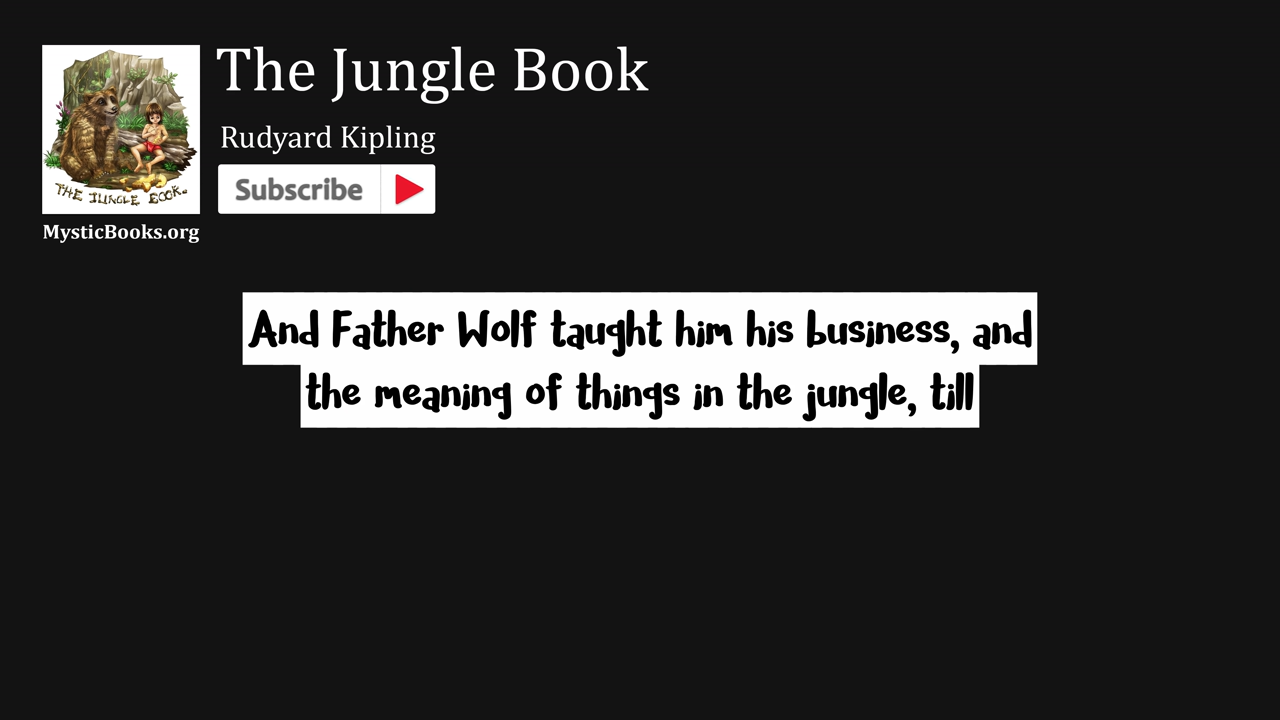 The Jungle Book
Rudyard Kipling
Subscribe
THE JUNGLE BOOK.
MysticBooks.org
And Father Wolf taught him his business, and
the meaning of things in the jungle, till